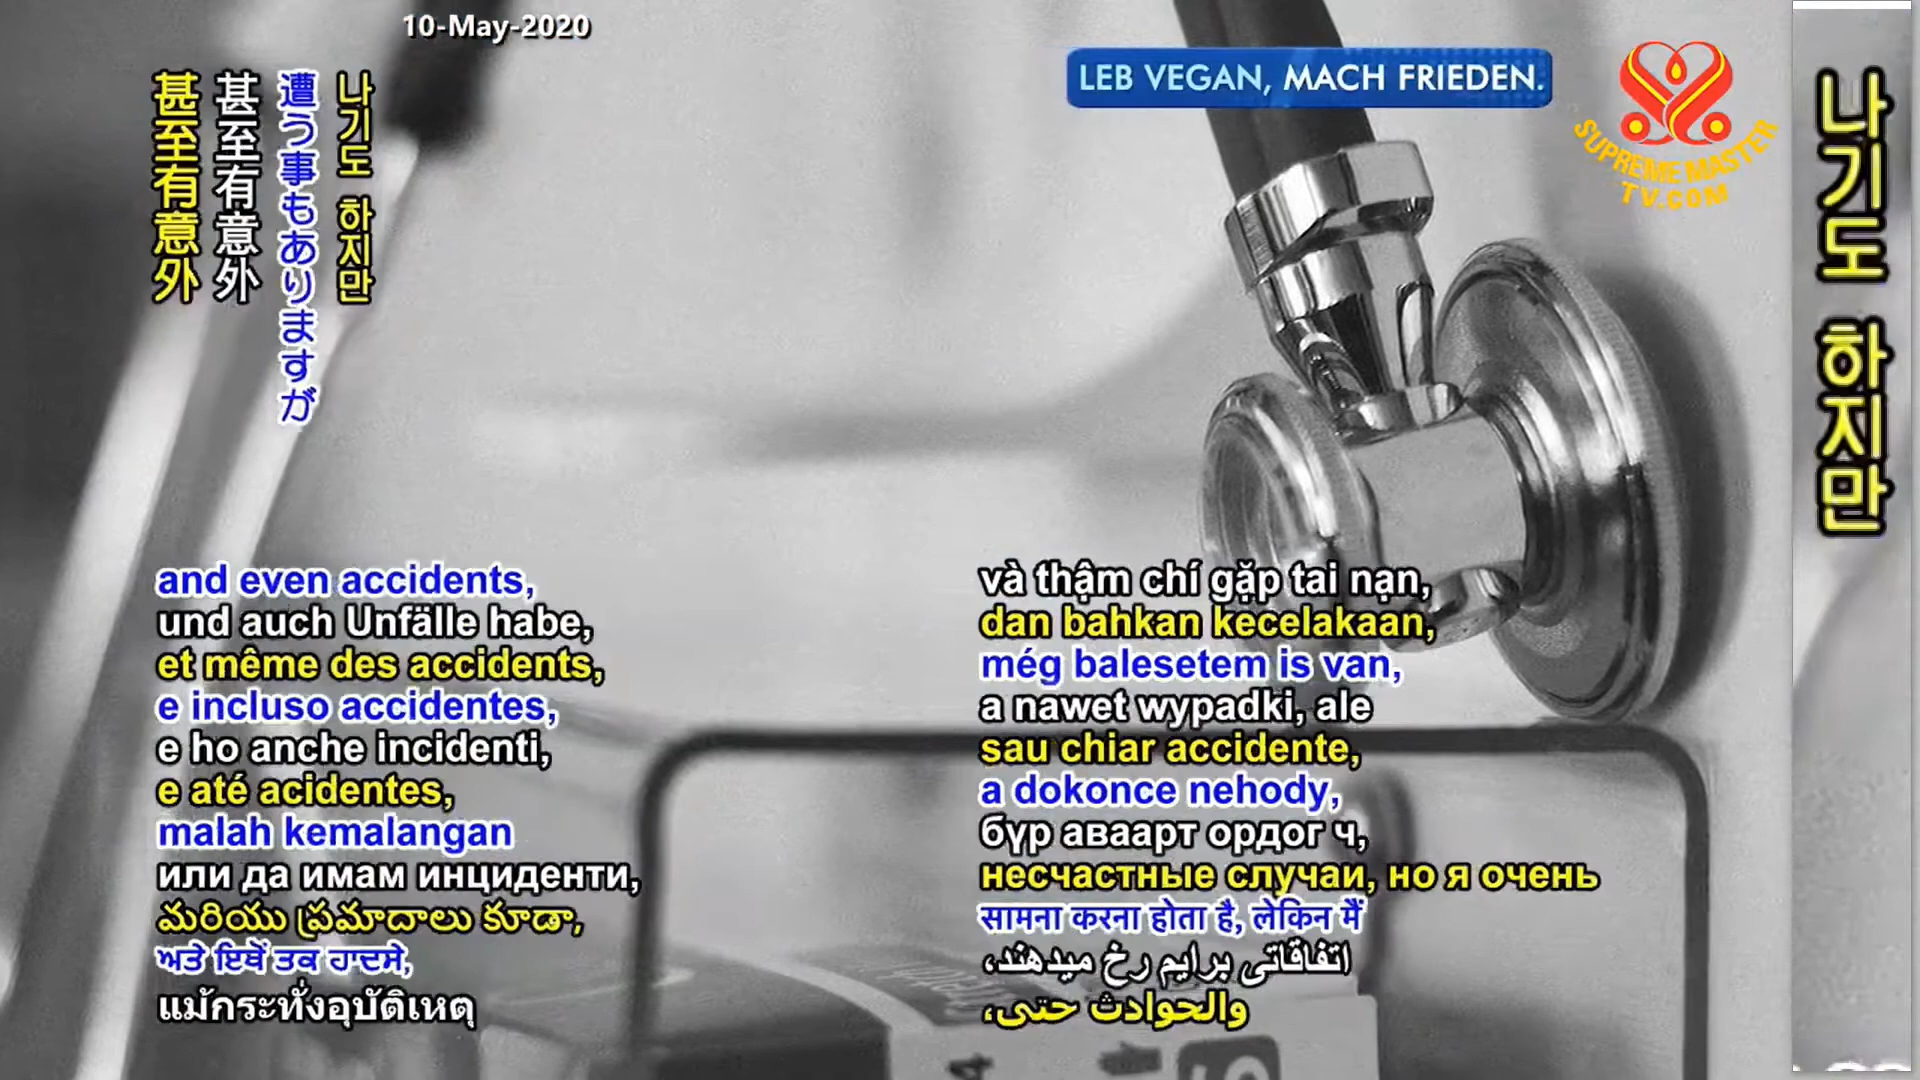 10-May-2020
LEB VEGAN, MACH FRIEDEN.
SUPREME MASTER
TV.COM
甚至有意外
甚至有意外
遭う事もありますが
나기도 하지만
나기도 하지만
and even accidents,
und auch Unfälle habe,
et même des accidents,
e incluso accidentes,
e ho anche incidenti,
e até acidentes,
malah kemalangan
или да имам инциденти,
మరియు ప్రమాదాలు కూడా,
ਅਤੇ ਇਥੋਂ ਤਕ ਹਾਦਸੇ,
แม้กระทั่งอุบัติเหตุ
và thậm chí gặp tai nạn,
dan bahkan kecelakaan,
még balesetem is van,
a nawet wypadki, ale
sau chiar accidente,
a dokonce nehody,
бүр аваарт ордог ч,
несчастные случаи, но я очень
सामना करना होता है, लेकिन मैं
اتفاقاتی برایم رخ میدهند،
والحوادث حتى،